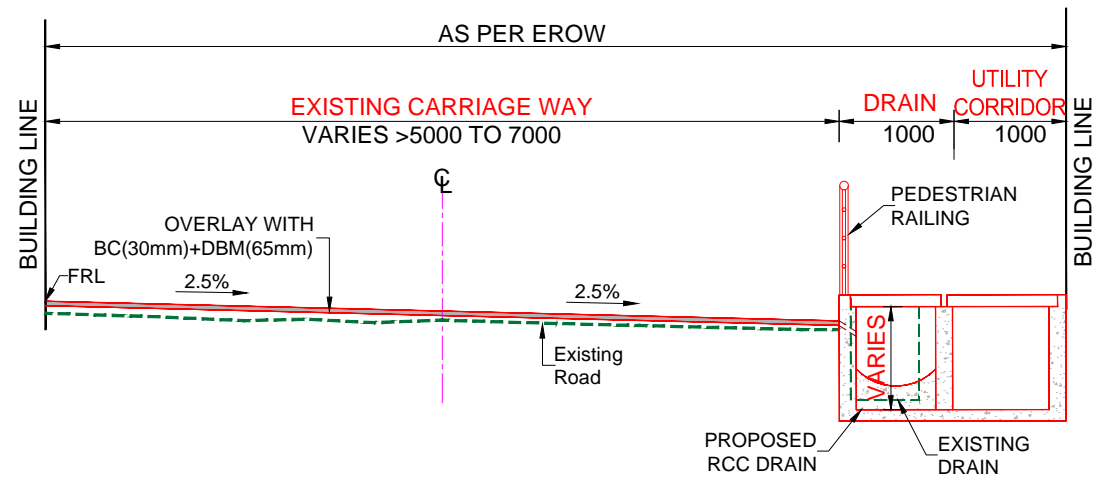 AS PER EROW
UTILITY
CORRIDOR
EXISTING CARRIAGE WAY
DRAIN
VARIES >5000 TO 7000
1000
1000
BUILDING LINE
BUILDING LINE
℄
PEDESTRIAN
RAILING
OVERLAY WITH
BC(30mm)+DBM(65mm)
FRL
2.5%
2.5%
Existing
Road
VARIES
PROPOSED
RCC DRAIN
EXISTING
DRAIN